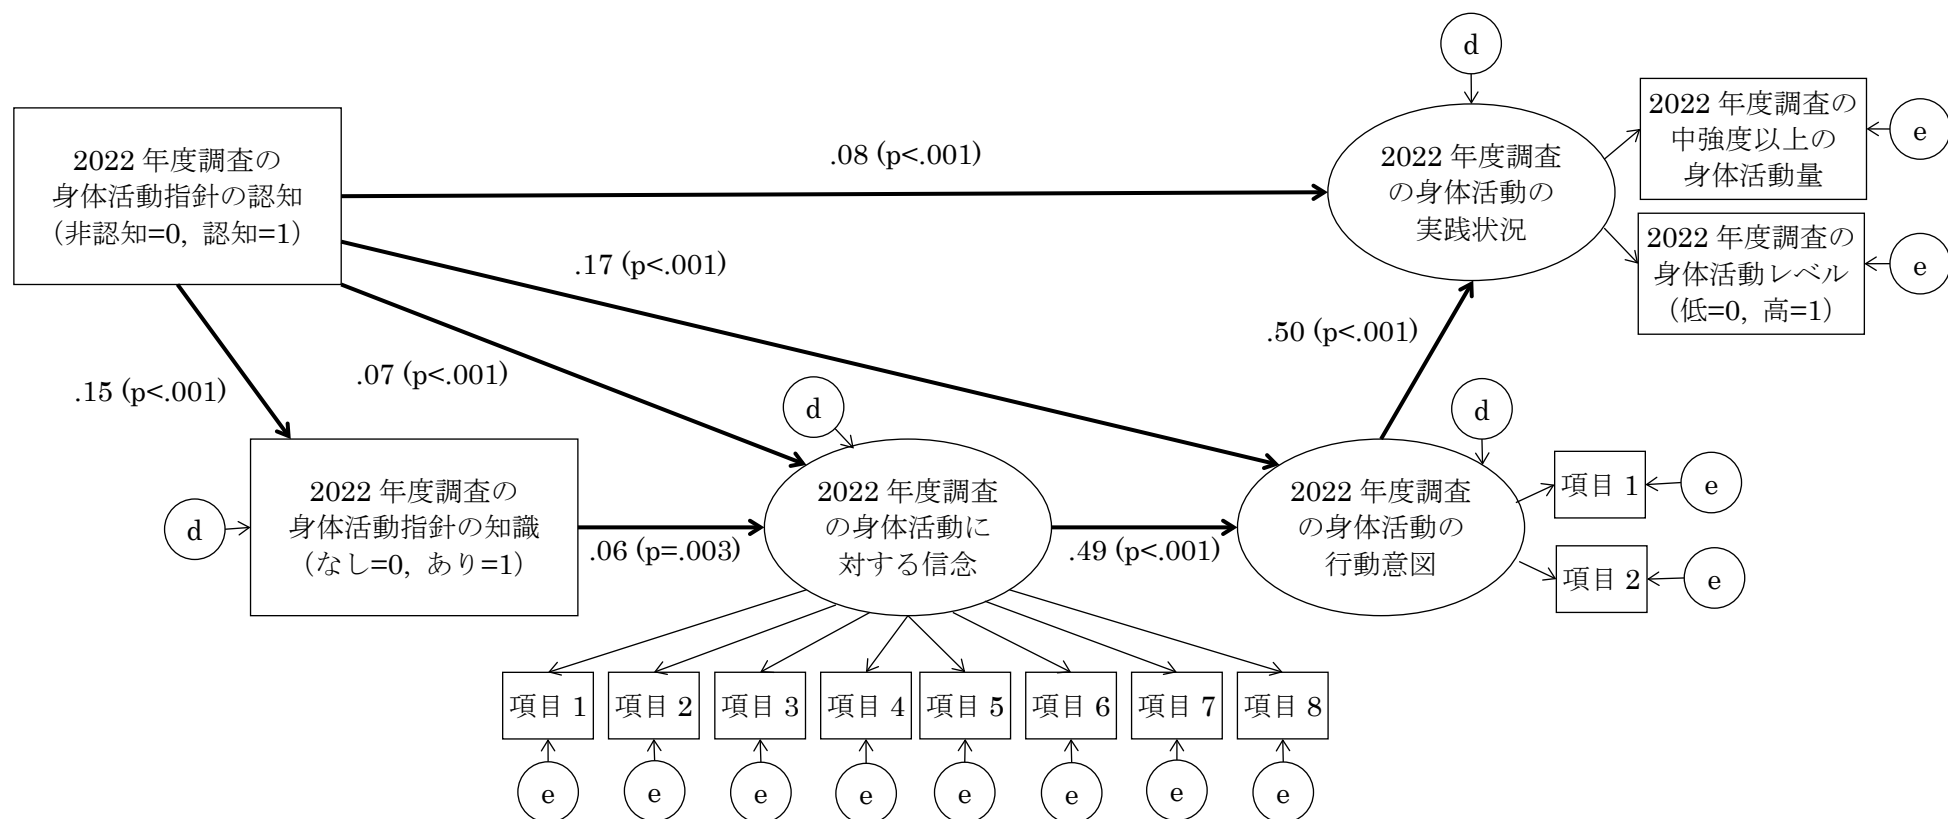 d
2022 年度調査の
身体活動指針の認知
(非認知=0, 認知=1)
.08 (p<.001)
2022 年度調査
の身体活動の
実践状況
2022 年度調査の
中強度以上の
身体活動量
e
2022 年度調査の
身体活動レベル
(低=0, 高=1)
e
.17 (p<.001)
.50 (p<.001)
.15 (p<.001)
.07 (p<.001)
d
d
2022 年度調査の
身体活動指針の知識
(なし=0, あり=1)
d
.06 (p=.003)
2022 年度調査
の身体活動に
対する信念
.49 (p<.001)
2022 年度調査
の身体活動の
行動意図
項目 1
e
項目 2
e
項目 1
項目 2
項目 3
項目 4
項目 5
項目 6
項目 7
項目 8
e
e
e
e
e
e
e
e